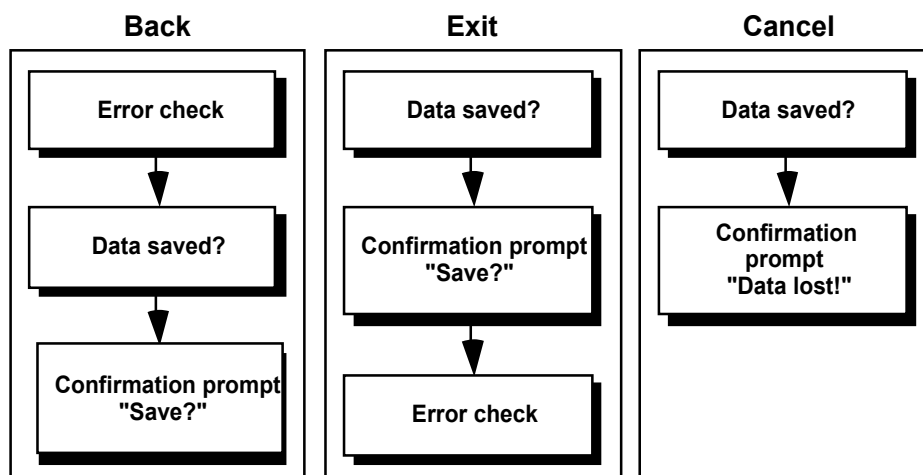 Back
Error check
Data saved?
Confirmation prompt
"Save?"
Exit
Data saved?
Confirmation prompt
"Save?"
Error check
Cancel
Data saved?
Confirmation
prompt
"Data lost!"